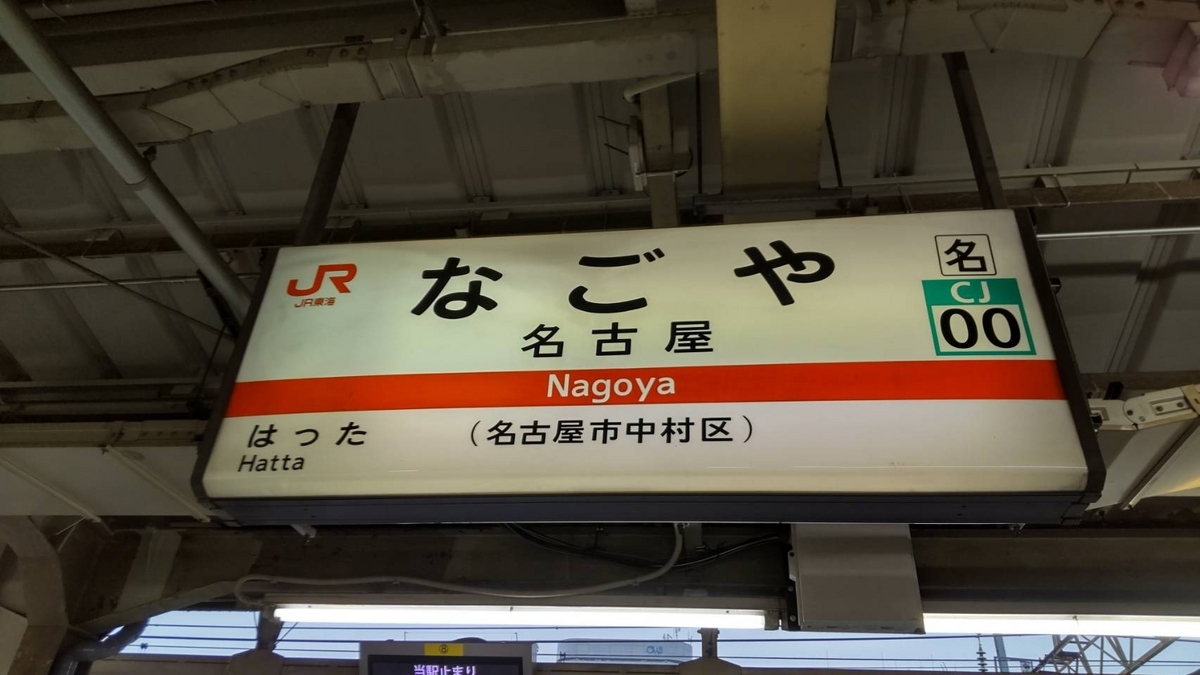 JR
JR東海
なごや
名古屋
名
CJ
00
Nagoya
はった
Hatta
（名古屋市中村区）
⑧
当駅止まり